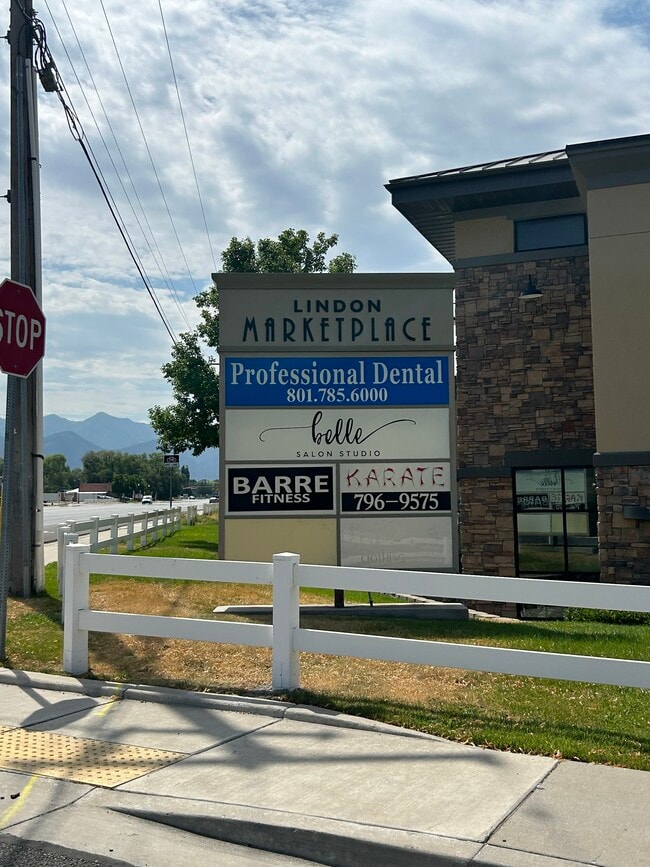 STOP
LINDON
MARKETPLACE
Professional Dental
801.785.6000
belle
SALON STUDIO
BARRE
FITNESS
KARATE
796-9575